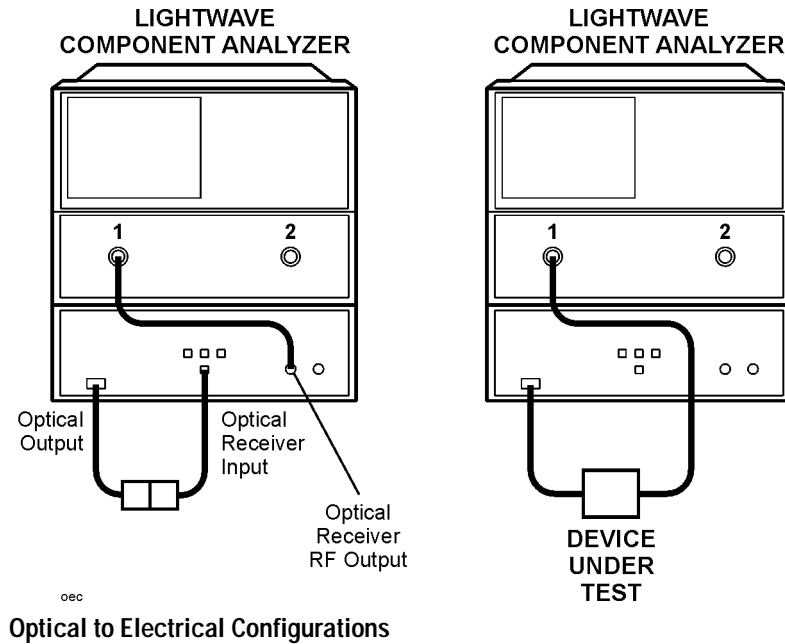 LIGHTWAVE
COMPONENT ANALYZER
1
2
Optical
Output
Optical
Receiver
Input
Optical
Receiver
RF Output
oec
LIGHTWAVE
COMPONENT ANALYZER
1
2
DEVICE
UNDER
TEST
Optical to Electrical Configurations